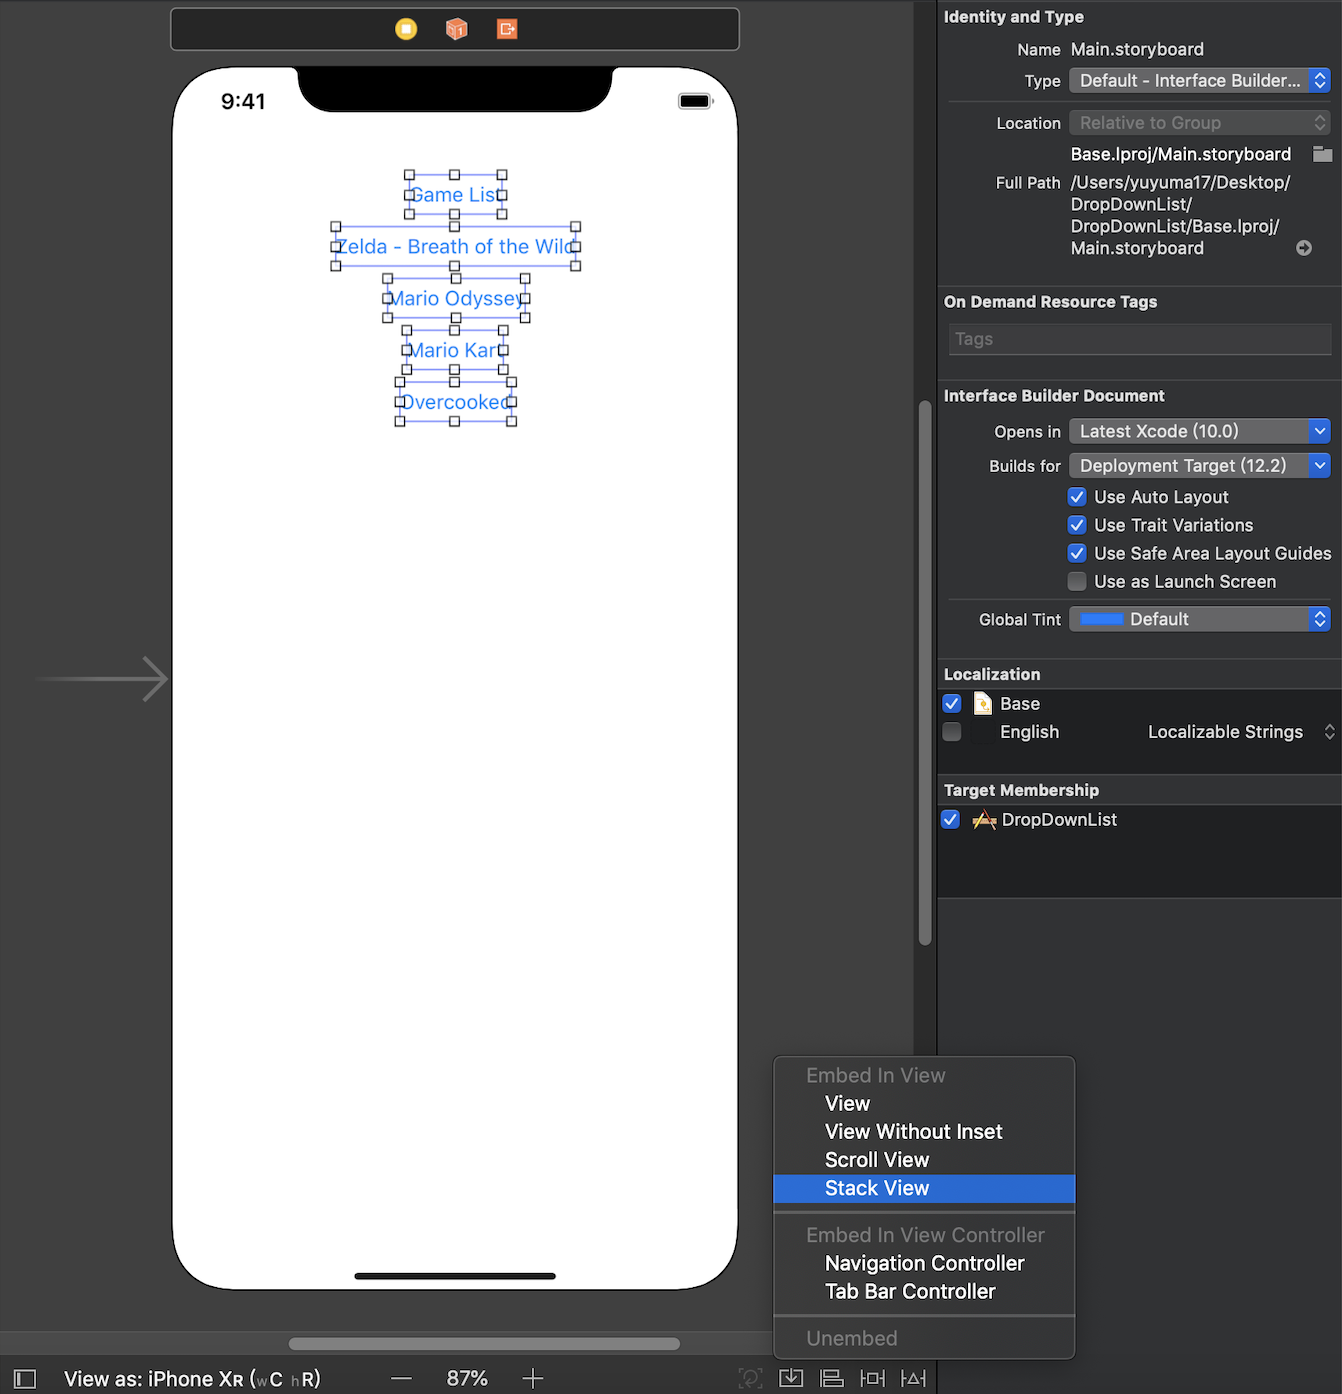 9:41
Game List
Zelda - Breath of the Wild
Mario Odyssey
Mario Kart
Overcooked
Identity and Type
Name Main.storyboard
Type Default - Interface Builder...
Location Relative to Group
Base.lproj/Main.storyboard
Full Path /Users/yuyuma17/Desktop/
DropDownList/
DropDownList/Base.lproj/
Main.storyboard
On Demand Resource Tags
Tags
Interface Builder Document
Opens in Latest Xcode (10.0)
Builds for Deployment Target (12.2)
Use Auto Layout
Use Trait Variations
Use Safe Area Layout Guides
Use as Launch Screen
Global Tint Default
Localization
Base
English Localizable Strings
Target Membership
DropDownList
Embed In View
View
View Without Inset
Scroll View
Stack View
Embed In View Controller
Navigation Controller
Tab Bar Controller
Unembed
View as: iPhone XR (wC hR)
87%